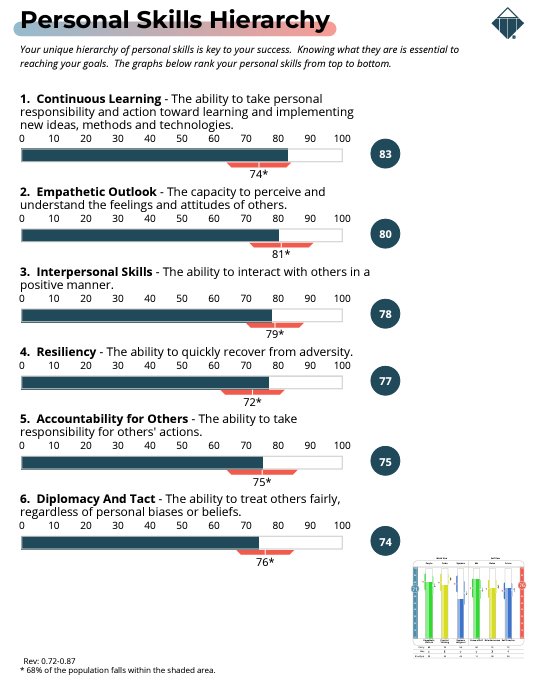 Personal Skills Hierarchy
Your unique hierarchy of personal skills is key to your success. Knowing what they are is essential to
reaching your goals. The graphs below rank your personal skills from top to bottom.
1. Continuous Learning - The ability to take personal
responsibility and action toward learning and implementing
new ideas, methods and technologies.
0 10 20 30 40 50 60 70 80 90 100
83
74*
2. Empathetic Outlook - The capacity to perceive and
understand the feelings and attitudes of others.
0 10 20 30 40 50 60 70 80 90 100
80
81*
3. Interpersonal Skills - The ability to interact with others in a
positive manner.
0 10 20 30 40 50 60 70 80 90 100
78
79*
4. Resiliency - The ability to quickly recover from adversity.
0 10 20 30 40 50 60 70 80 90 100
77
72*
5. Accountability for Others - The ability to take
responsibility for others' actions.
0 10 20 30 40 50 60 70 80 90 100
75
75*
6. Diplomacy And Tact - The ability to treat others fairly,
regardless of personal biases or beliefs.
0 10 20 30 40 50 60 70 80 90 100
74
76*
Rev: 0.72-0.87
* 68% of the population falls within the shaded area.